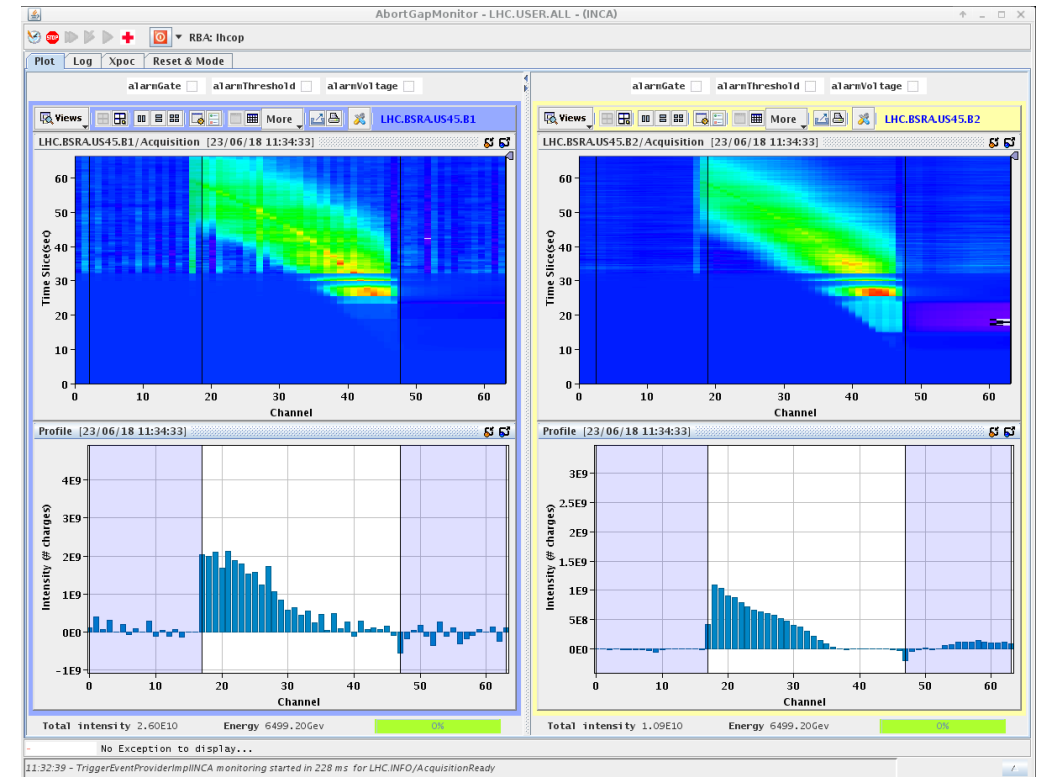 AbortGapMonitor - LHC.USER.ALL - (INCA)
STOP RBA: lhcop
Plot Log Xpoc Reset & Mode
alarmGate alarmThreshold alarmVoltage
Views More LHC.BSRA.US45.B1
LHC.BSRA.US45.B1/Acquisition [23/06/18 11:34:33]
Time Slice(sec)
60
50
40
30
20
10
0
0 10 20 30 40 50 60
Channel
Profile [23/06/18 11:34:33]
Intensity (# charges)
4E9
3E9
2E9
1E9
0E0
-1E9
0 10 20 30 40 50 60
Channel
Total intensity 2.60E10 Energy 6499.20Gev 0%
alarmGate alarmThreshold alarmVoltage
Views More LHC.BSRA.US45.B2
LHC.BSRA.US45.B2/Acquisition [23/06/18 11:34:33]
Time Slice(sec)
60
50
40
30
20
10
0
0 10 20 30 40 50 60
Channel
Profile [23/06/18 11:34:33]
Intensity (# charges)
3E9
2.5E9
2E9
1.5E9
1E9
5E8
0E0
0 10 20 30 40 50 60
Channel
Total intensity 1.09E10 Energy 6499.20Gev 0%
- No Exception to display...
11:32:39 - TriggerEventProviderImplINCA monitoring started in 228 ms for LHC.INFO/AcquisitionReady